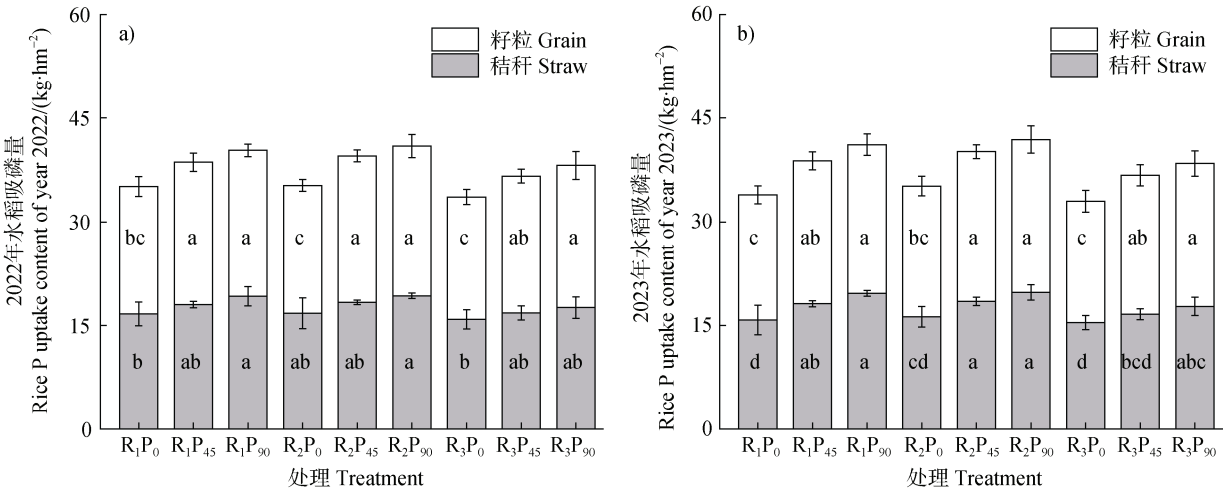 2022年水稻吸磷量
Rice P uptake content of year 2022/(kg·hm−2)
60
45
30
15
0
a)
籽粒 Grain
秸秆 Straw
bc a a c a a c ab a
b ab a ab ab a b ab ab
R1P0 R1P45 R1P90 R2P0 R2P45 R2P90 R3P0 R3P45 R3P90
处理 Treatment
2023年水稻吸磷量
Rice P uptake content of year 2023/(kg·hm−2)
60
45
30
15
0
b)
籽粒 Grain
秸秆 Straw
c ab a bc a a c ab a
d ab a cd a a d bcd abc
R1P0 R1P45 R1P90 R2P0 R2P45 R2P90 R3P0 R3P45 R3P90
处理 Treatment